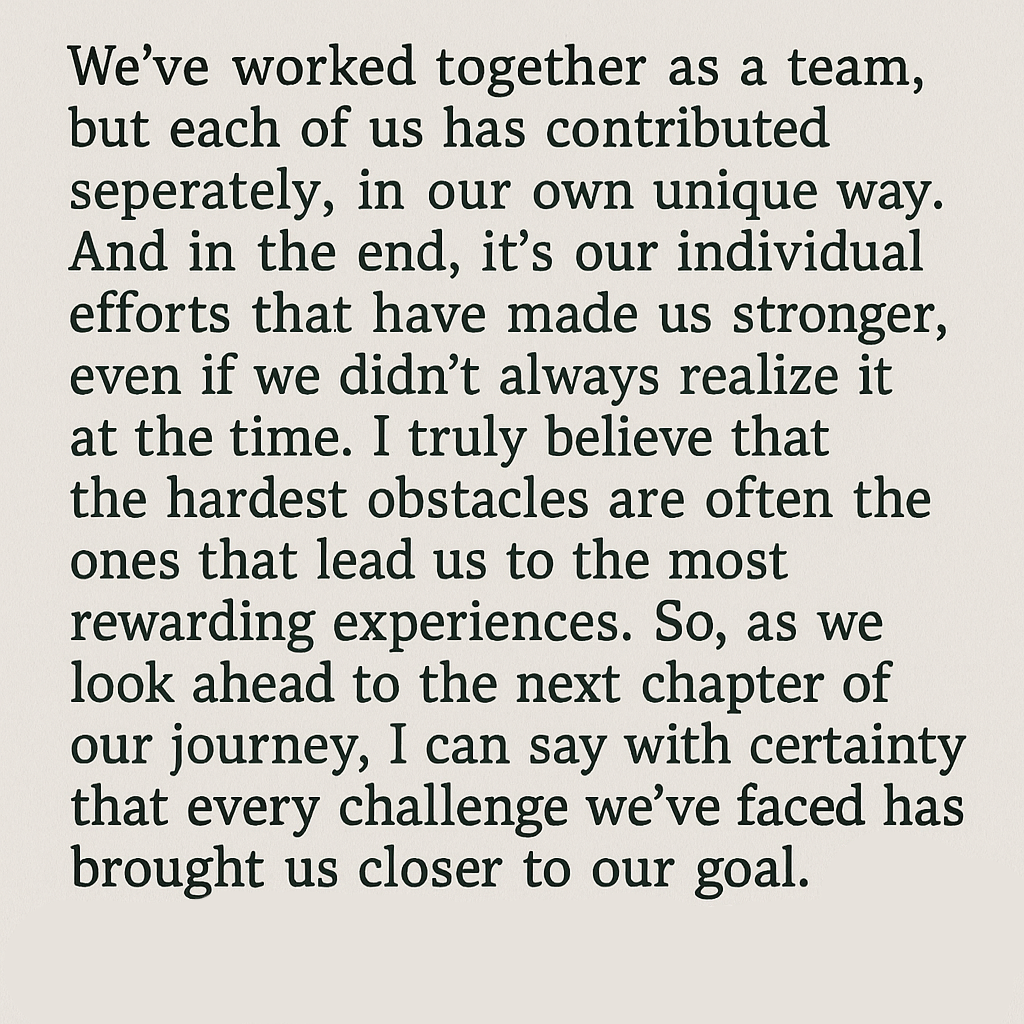 We’ve worked together as a team,
but each of us has contributed
seperately, in our own unique way.
And in the end, it’s our individual
efforts that have made us stronger,
even if we didn’t always realize it
at the time. I truly believe that
the hardest obstacles are often the
ones that lead us to the most
rewarding experiences. So, as we
look ahead to the next chapter of
our journey, I can say with certainty
that every challenge we’ve faced has
brought us closer to our goal.